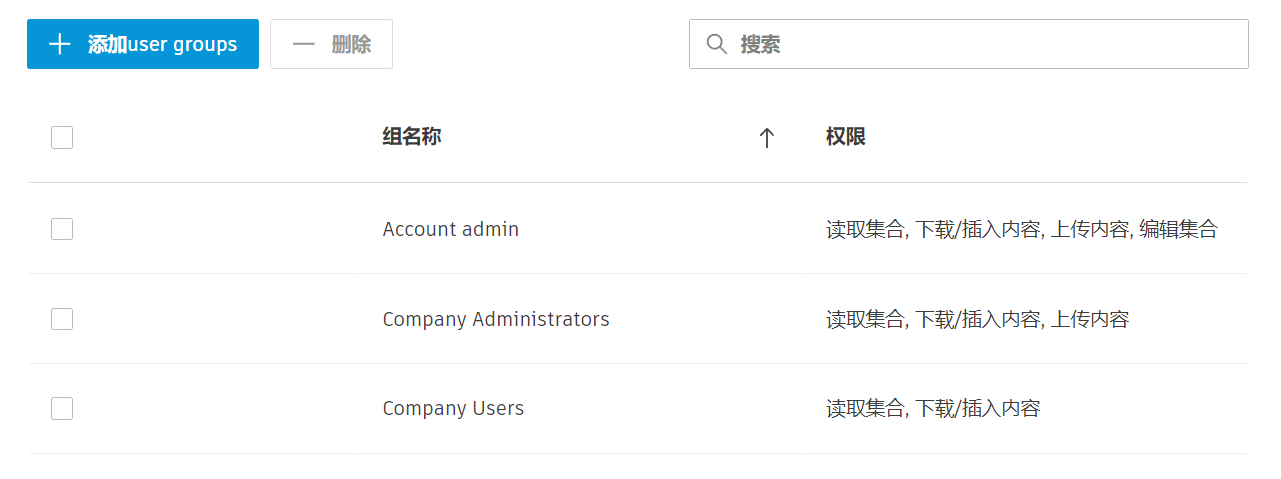 添加user groups 删除 搜索
组名称 权限
Account admin 读取集合, 下载/插入内容, 上传内容, 编辑集合
Company Administrators 读取集合, 下载/插入内容, 上传内容
Company Users 读取集合, 下载/插入内容